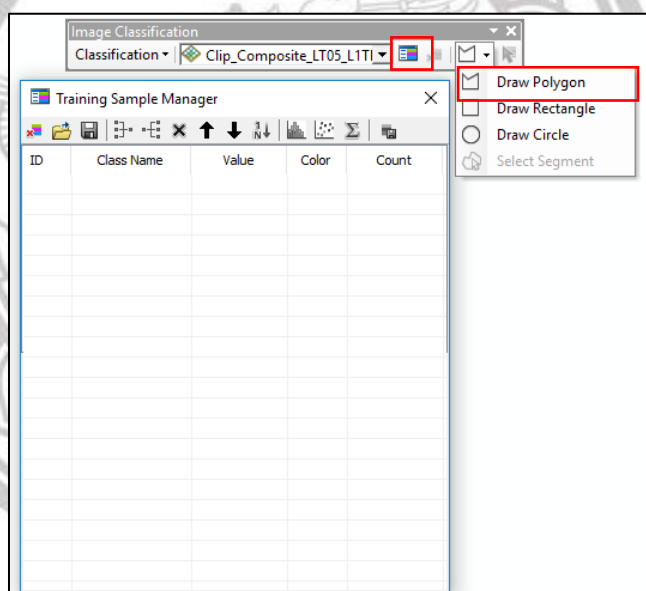 Image Classification
Classification
Clip_Composite_LT05_L1TI
Draw Polygon
Draw Rectangle
Draw Circle
Select Segment
Training Sample Manager
ID Class Name Value Color Count